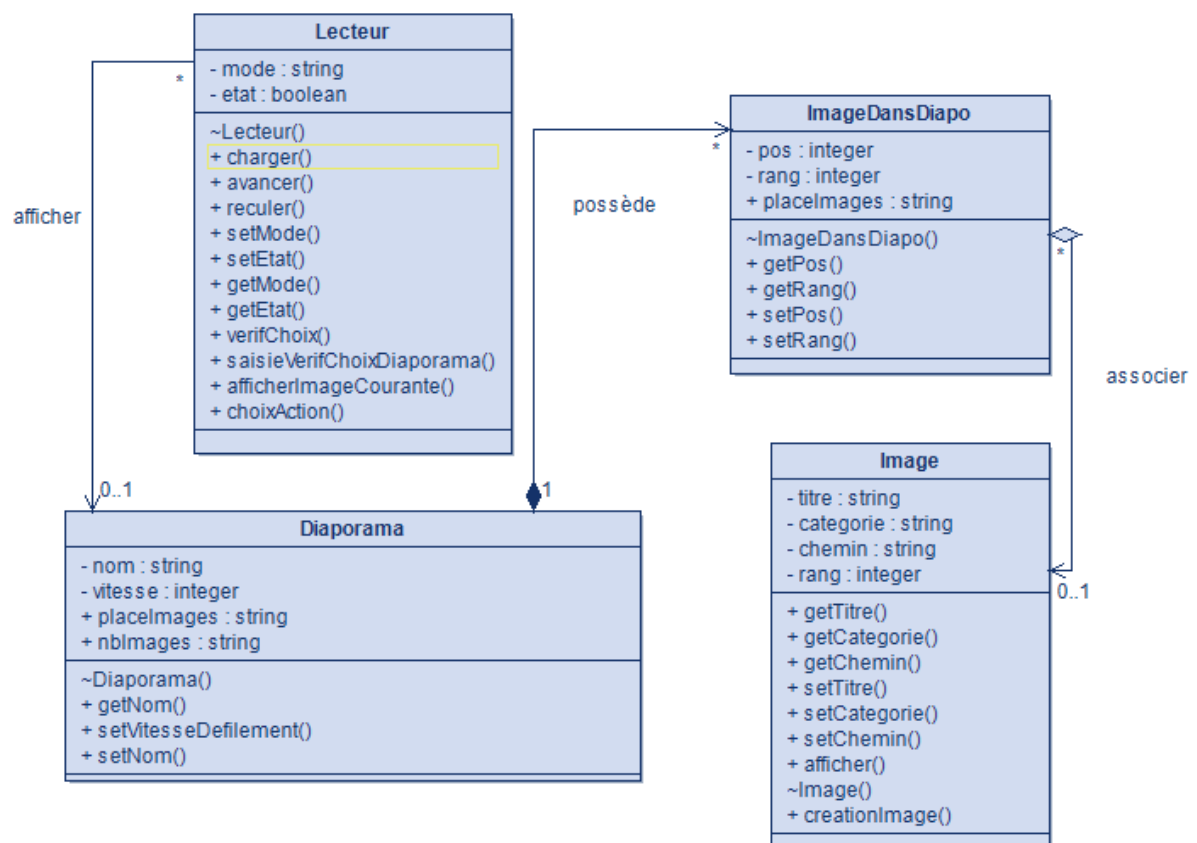 Lecteur
- mode : string
- etat : boolean
~Lecteur()
+ charger()
+ avancer()
+ reculer()
+ setMode()
+ setEtat()
+ getMode()
+ getEtat()
+ verifChoix()
+ saisieVerifChoixDiaporama()
+ afficherImageCourante()
+ choixAction()
*
afficher
0..1
Diaporama
- nom : string
- vitesse : integer
+ placeImages : string
+ nbImages : string
~Diaporama()
+ getNom()
+ setVitesseDefilement()
+ setNom()
1
possède
*
ImageDansDiapo
- pos : integer
- rang : integer
+ placeImages : string
~ImageDansDiapo()
+ getPos()
+ getRang()
+ setPos()
+ setRang()
*
associer
0..1
Image
- titre : string
- categorie : string
- chemin : string
- rang : integer
+ getTitre()
+ getCategorie()
+ getChemin()
+ setTitre()
+ setCategorie()
+ setChemin()
+ afficher()
~Image()
+ creationImage()